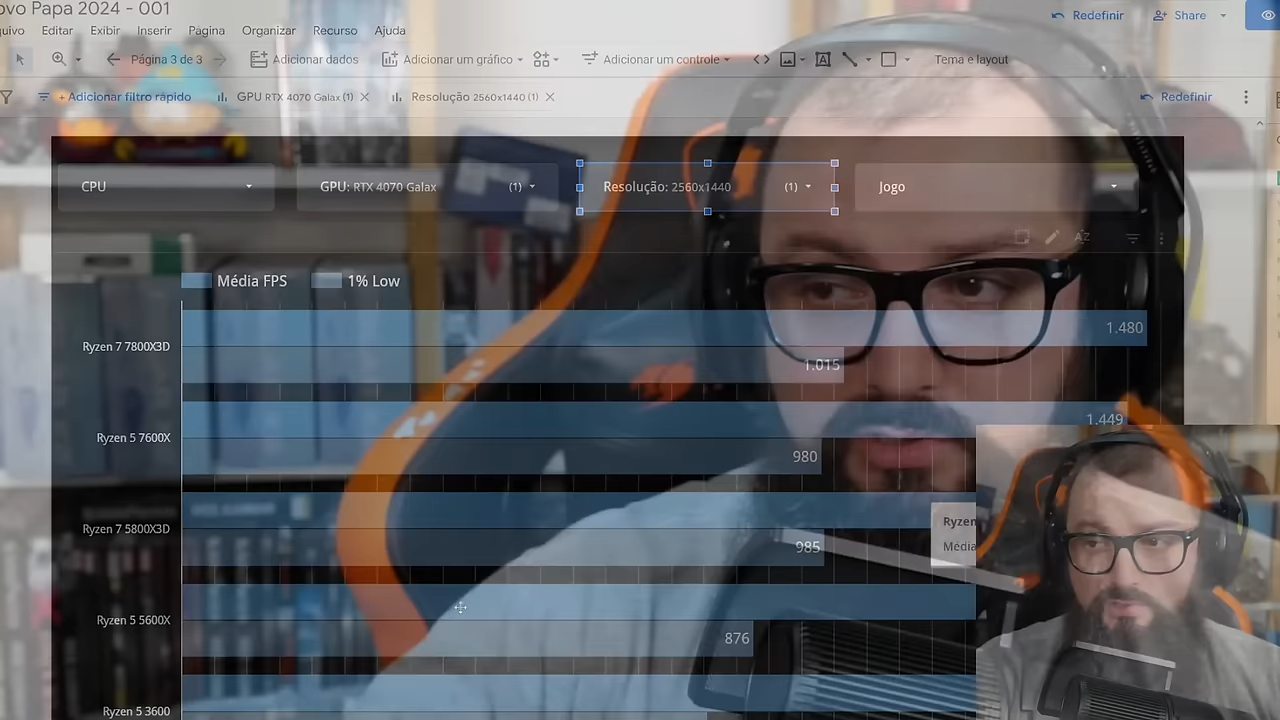 ovo Papa 2024 - 001
quivo Editar Exibir Inserir Página Organizar Recurso Ajuda
Redefinir Share
Página 3 de 3 Adicionar dados Adicionar um gráfico Adicionar um controle Tema e layout
+ Adicionar filtro rápido GPU RTX 4070 Galax (1) Resolução 2560x1440 (1) Redefinir
CPU GPU: RTX 4070 Galax (1) Resolução: 2560x1440 (1) Jogo
Média FPS 1% Low
Ryzen 7 7800X3D 1.480
1.015
Ryzen 5 7600X 1.449
980
Ryzen 7 5800X3D 985
Ryzen
Média
Ryzen 5 5600X 876
Ryzen 5 3600